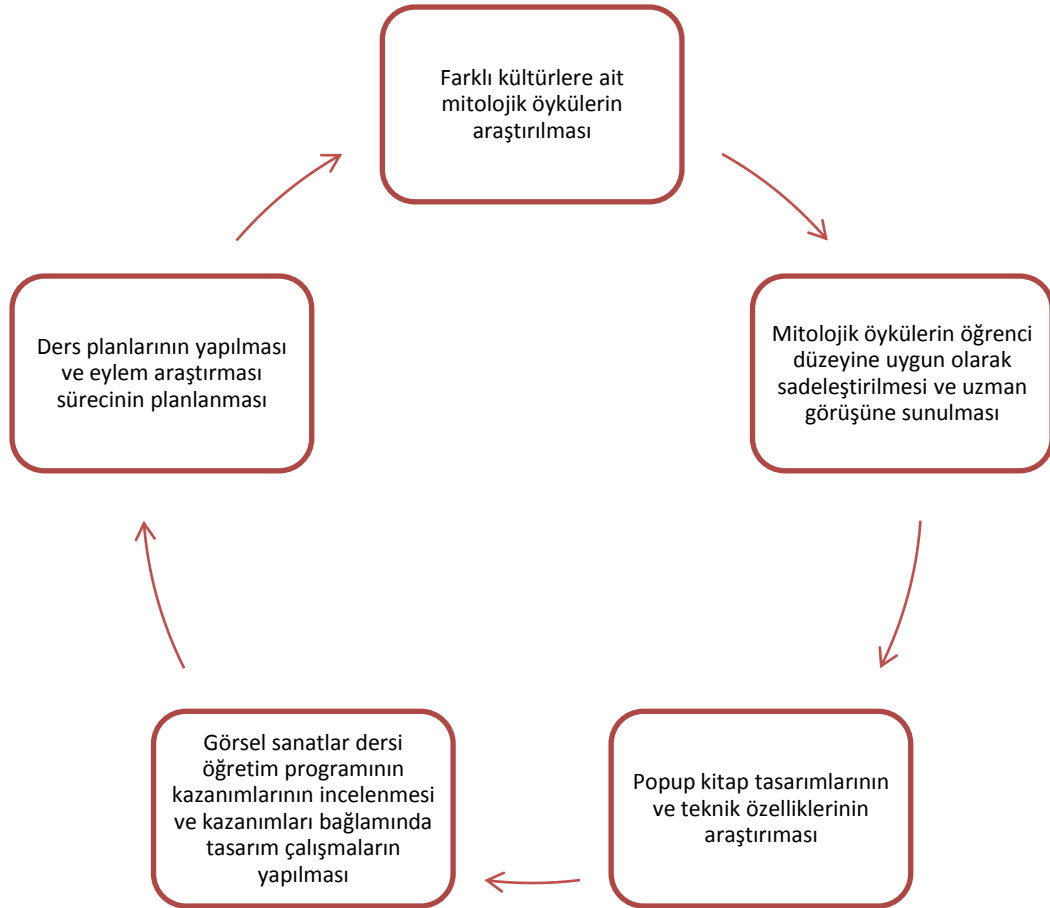 Farklı kültürlere ait
mitolojik öykülerin
araştırılması
Mitolojik öykülerin öğrenci
düzeyine uygun olarak
sadeleştirilmesi ve uzman
görüşüne sunulması
Popup kitap tasarımlarının
ve teknik özelliklerinin
araştırıması
Görsel sanatlar dersi
öğretim programının
kazanımlarının incelenmesi
ve kazanımları bağlamında
tasarım çalışmaların
yapılması
Ders planlarının yapılması
ve eylem araştırması
sürecinin planlanması